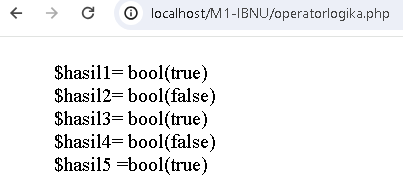 localhost/M1-IBNU/operatorlogika.php
$hasil1= bool(true)
$hasil2= bool(false)
$hasil3= bool(true)
$hasil4= bool(false)
$hasil5 =bool(true)